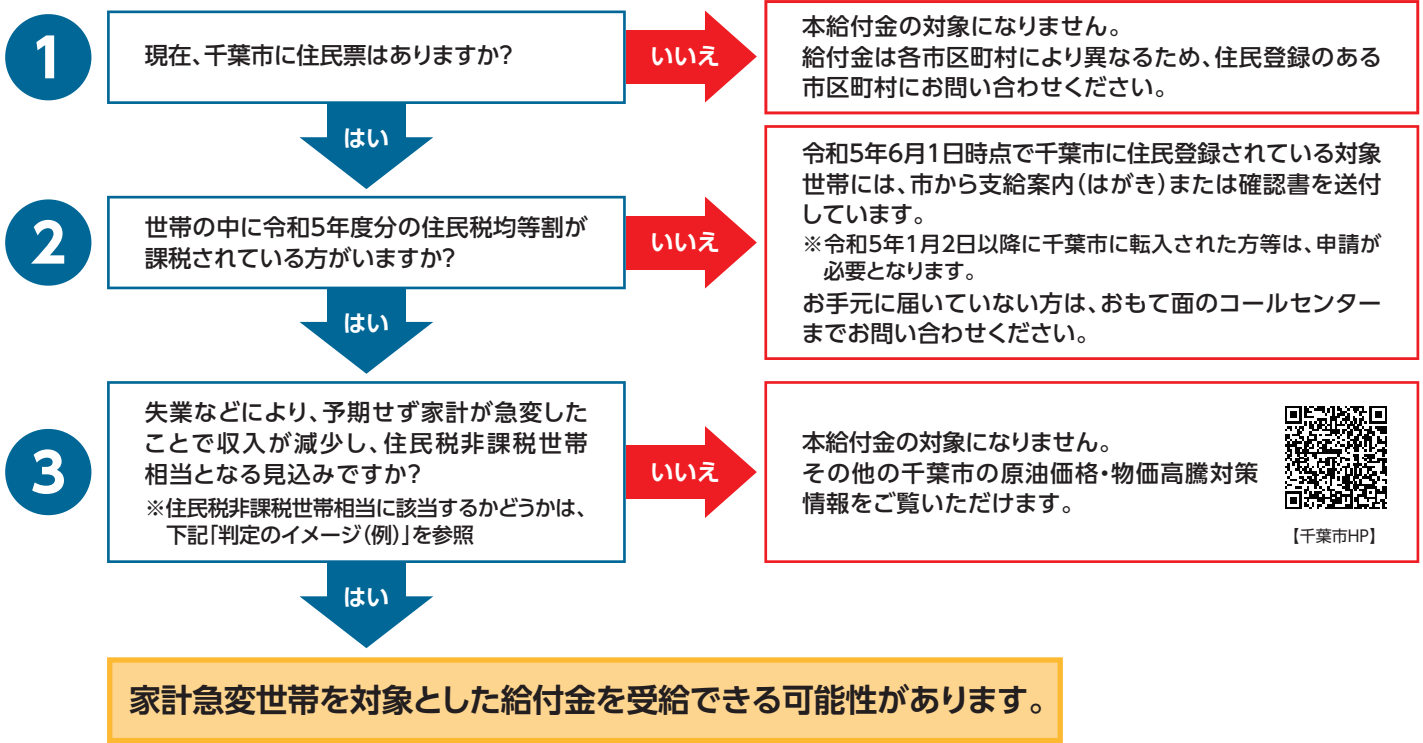 1
現在、千葉市に住民票はありますか?
いいえ
本給付金の対象になりません。
給付金は各市区町村により異なるため、住民登録のある
市区町村にお問い合わせください。
はい
2
世帯の中に令和5年度分の住民税均等割が
課税されている方がいますか?
いいえ
令和5年6月1日時点で千葉市に住民登録されている対象
世帯には、市から支給案内(はがき)または確認書を送付
しています。
※令和5年1月2日以降に千葉市に転入された方等は、申請が
必要となります。
お手元に届いていない方は、おもて面のコールセンター
までお問い合わせください。
はい
3
失業などにより、予期せず家計が急変した
ことで収入が減少し、住民税非課税世帯
相当となる見込みですか?
※住民税非課税世帯相当に該当するかどうかは、
下記「判定のイメージ(例)」を参照
いいえ
本給付金の対象になりません。
その他の千葉市の原油価格・物価高騰対策
情報をご覧いただけます。
【千葉市HP】
はい
家計急変世帯を対象とした給付金を受給できる可能性があります。